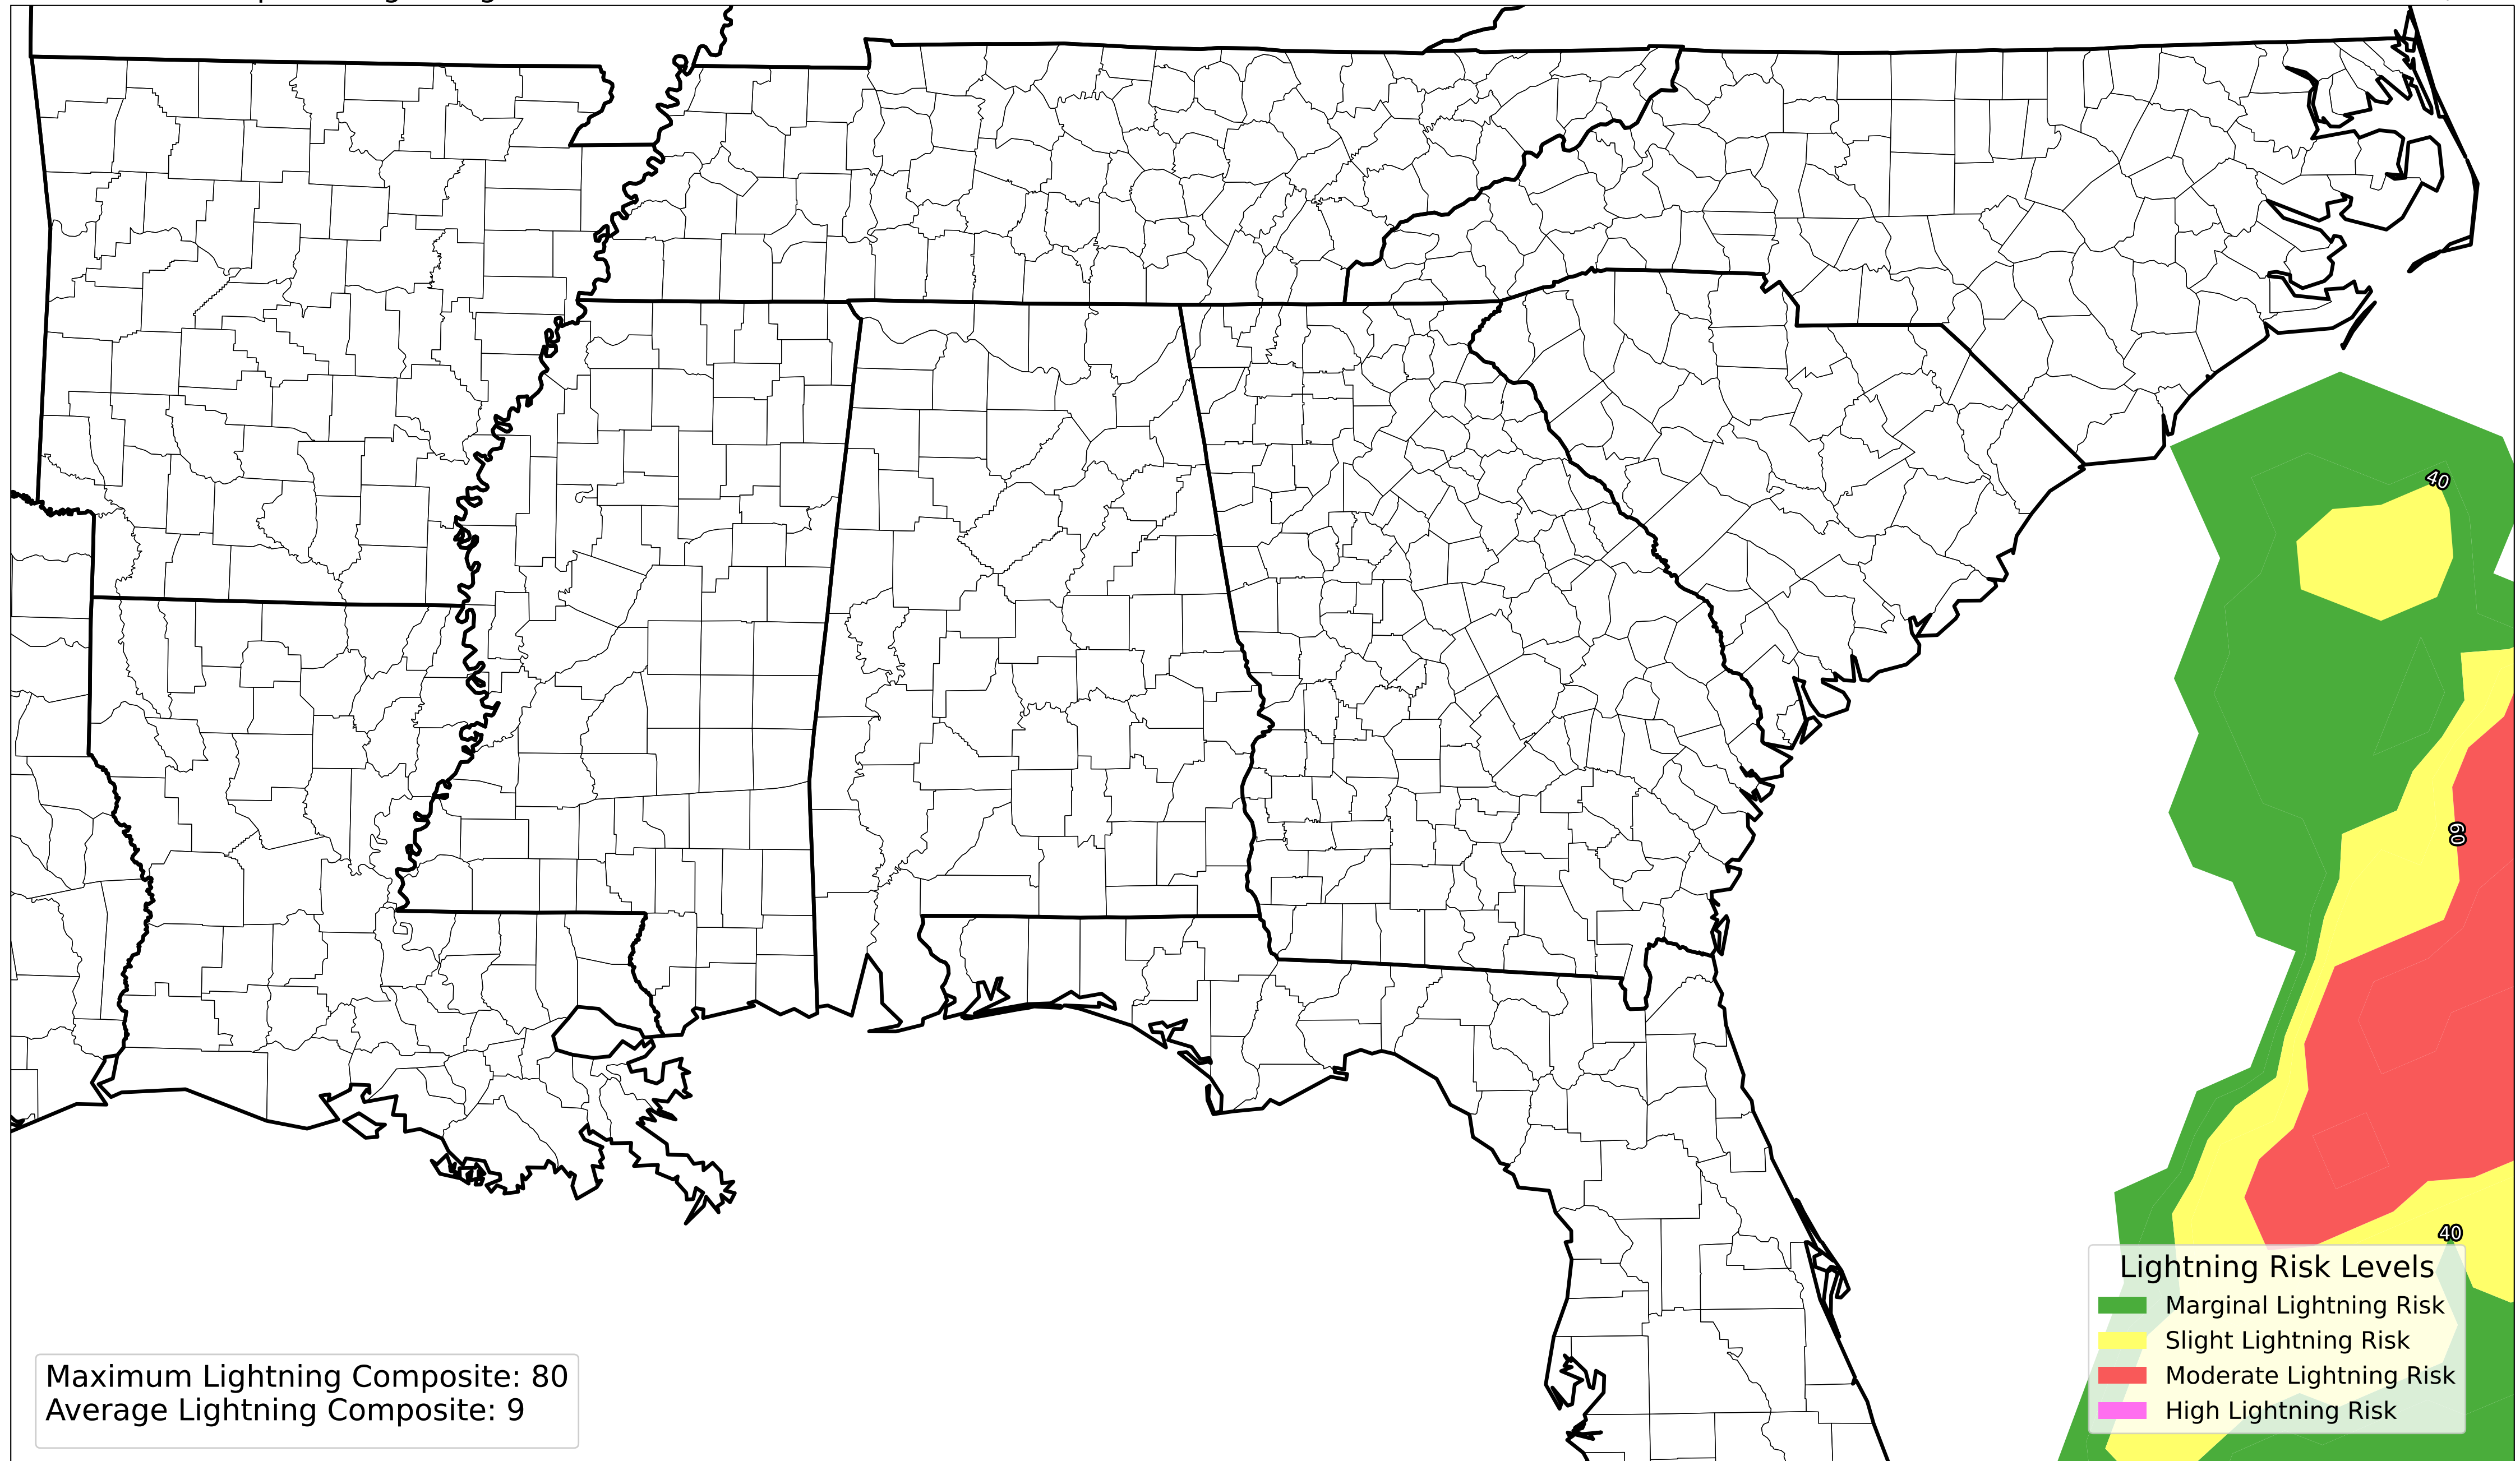 40
60
40
Lightning Risk Levels
Marginal Lightning Risk
Slight Lightning Risk
Moderate Lightning Risk
High Lightning Risk
Maximum Lightning Composite: 80
Average Lightning Composite: 9